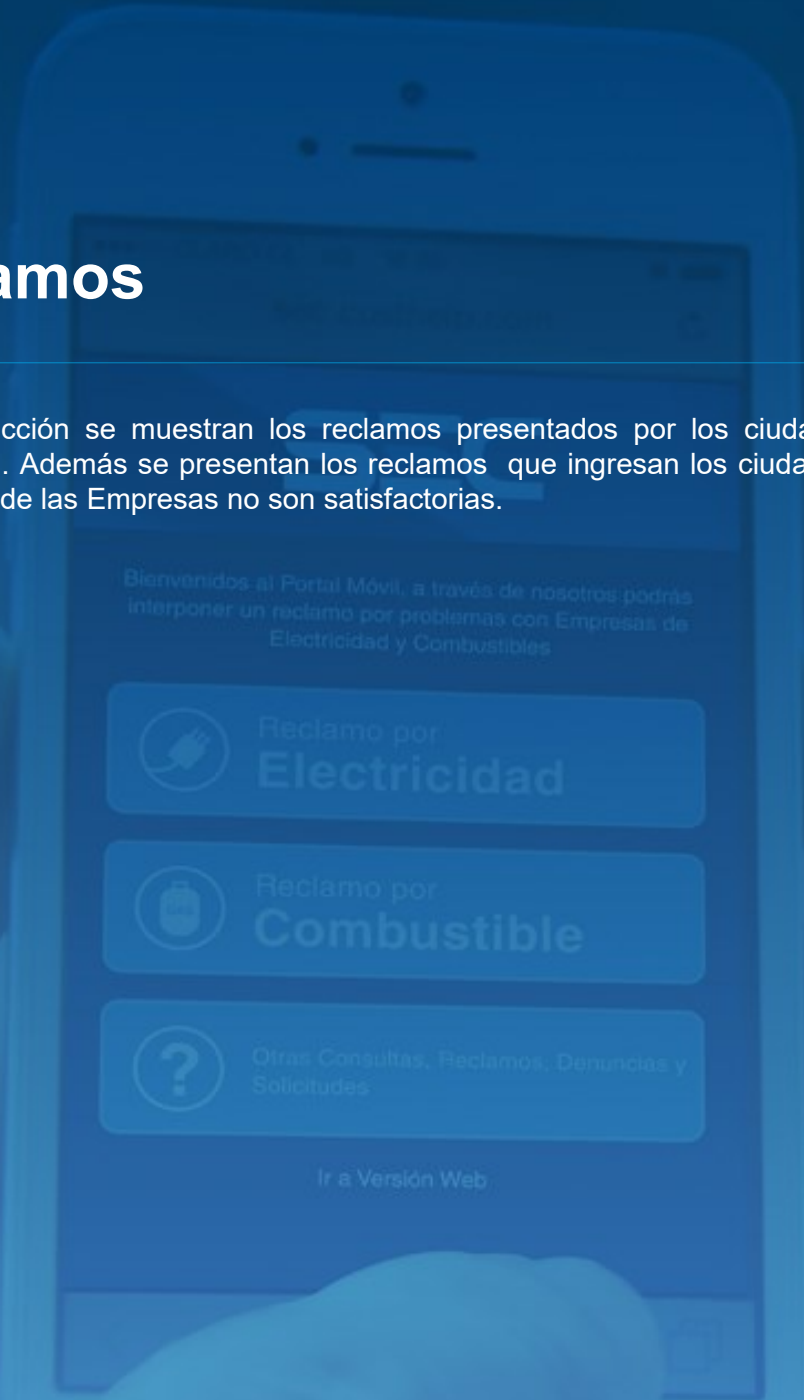 amos
cción se muestran los reclamos presentados por los ciuda
. Además se presentan los reclamos que ingresan los ciuda
de las Empresas no son satisfactorias.
SEC
Bienvenidos al Portal Móvil, a través de nosotros podrás
interponer un reclamo por problemas con Empresas de
Electricidad y Combustibles
Reclamo por
Electricidad
Reclamo por
Combustible
?
Otras Consultas, Reclamos, Denuncias y
Solicitudes
Ir a Versión Web